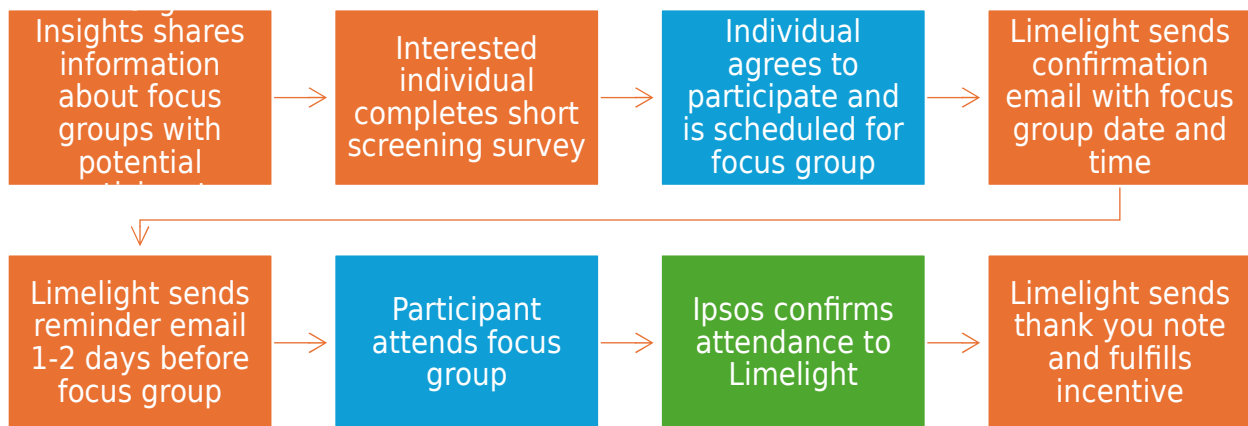 Insights shares
information
about focus
groups with
potential
Interested
individual
completes short
screening survey
Individual
agrees to
participate and
is scheduled for
focus group
Limelight sends
confirmation
email with focus
group date and
time
Limelight sends
reminder email
1-2 days before
focus group
Participant
attends focus
group
Ipsos confirms
attendance to
Limelight
Limelight sends
thank you note
and fulfills
incentive